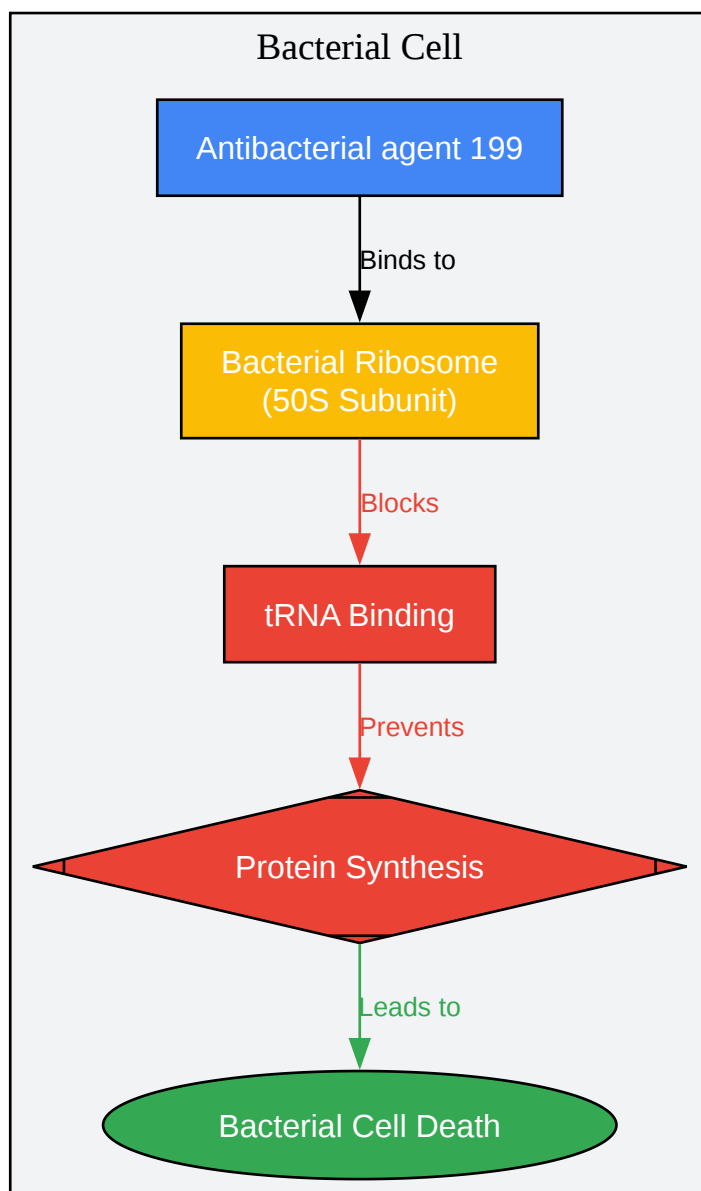 Bacterial Cell
Antibacterial agent 199
Binds to
Bacterial Ribosome
(50S Subunit)
Blocks
tRNA Binding
Prevents
Protein Synthesis
Leads to
Bacterial Cell Death